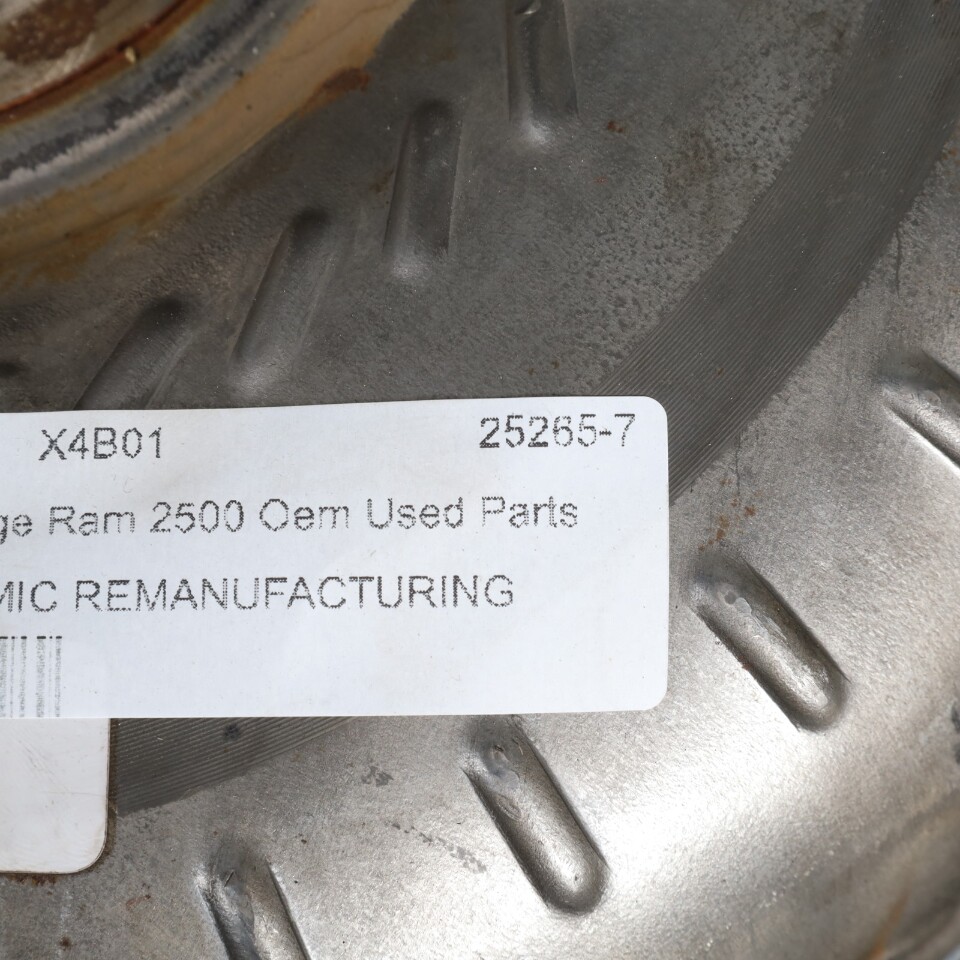 X4B01 25265-7
ge Ram 2500 Oem Used Parts
MIC REMANUFACTURING